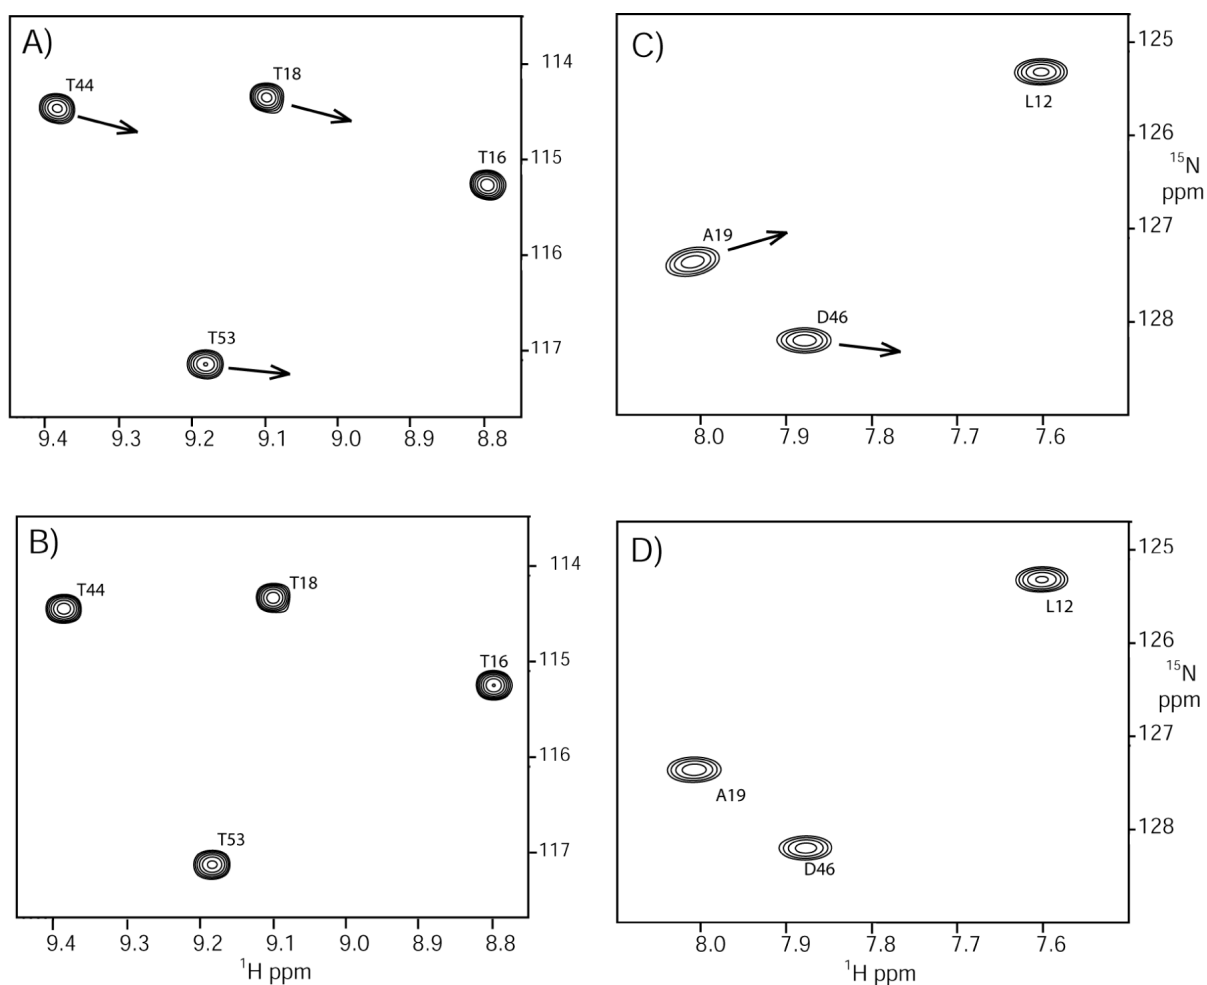 A)
T44
T18
T16
T53
114
115
116
117
9.4 9.3 9.2 9.1 9.0 8.9 8.8
C)
L12
A19
D46
125
126
15N
ppm
127
128
8.0 7.9 7.8 7.7 7.6
B)
T44
T18
T16
T53
114
115
116
117
9.4 9.3 9.2 9.1 9.0 8.9 8.8
1H ppm
D)
L12
A19
D46
125
126
15N
ppm
127
128
8.0 7.9 7.8 7.7 7.6
1H ppm